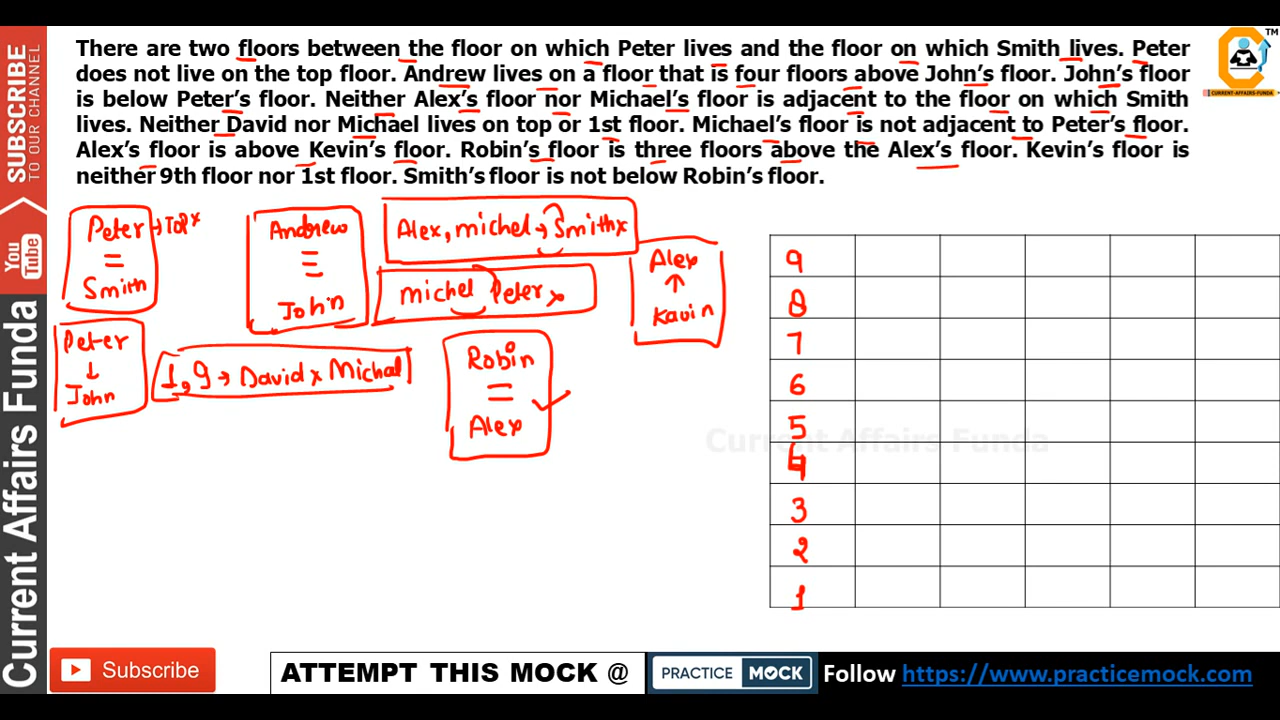 There are two floors between the floor on which Peter lives and the floor on which Smith lives. Peter
does not live on the top floor. Andrew lives on a floor that is four floors above John's floor. John's floor
is below Peter's floor. Neither Alex's floor nor Michael's floor is adjacent to the floor on which Smith
lives. Neither David nor Michael lives on top or 1st floor. Michael's floor is not adjacent to Peter's floor.
Alex's floor is above Kevin's floor. Robin's floor is three floors above the Alex's floor. Kevin's floor is
neither 9th floor nor 1st floor. Smith's floor is not below Robin's floor.
SUBSCRIBE
TO OUR CHANNEL
You Tube
Current Affairs Funda
C
TM
CURRENT-AFFAIRS-FUNDA
Peter → Top x
=
Smith
Andrew
John
Alex, michel → Smith x
michel Peter x
Alex
↑
Kavin
Peter
↓
John
1, 9 → David x Michal
Robin
=
Alex ✓
9
8
7
6
5
4
3
2
1
Current Affairs Funda
Subscribe
ATTEMPT THIS MOCK @
PRACTICE MOCK
Follow https://www.practicemock.com